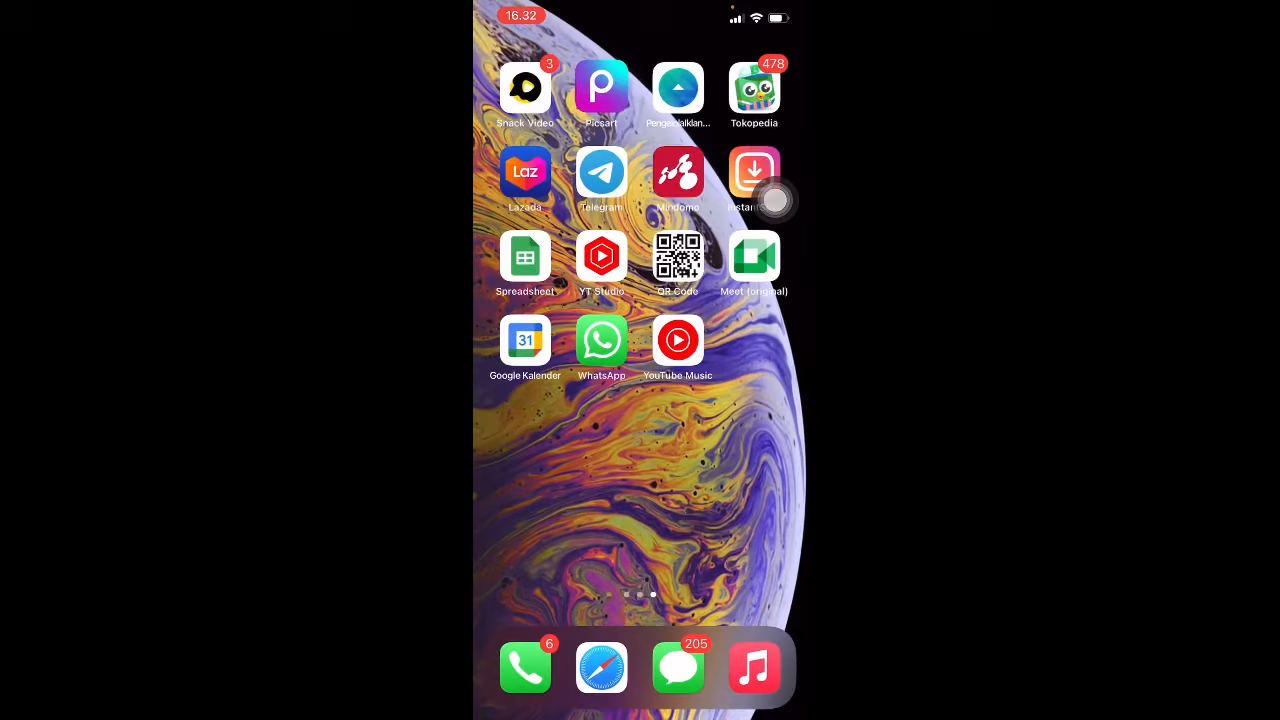 16.32
3
478
Snack Video
Picsart
Tokopedia
Laz
Lazada
Telegram
Mindomo
Spreadsheet
YT Studio
QR Code
Meet (original)
31
Google Kalender
WhatsApp
YouTube Music
6
205